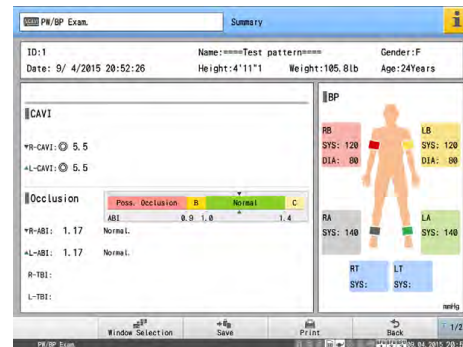 PW/BP Exam.
Summary
ID:1
Name:====Test pattern====
Gender:F
Date: 9/ 4/2015 20:52:26
Height:4'11"1
Weight:105.8lb
Age:24Years
CAVI
▼R-CAVI:◎ 5.5
▲L-CAVI:◎ 5.5
Occlusion
Poss. Occlusion B Normal C
ABI 0.9 1.0 1.4
▼R-ABI: 1.17 Normal.
▲L-ABI: 1.17 Normal.
R-TBI:
L-TBI:
BP
RB
SYS: 120
DIA: 80
LB
SYS: 120
DIA: 80
RA
SYS: 140
LA
SYS: 140
RT
SYS:
LT
SYS:
mmHg
Window Selection
Save
Print
Back
1/2
PW/BP Exam